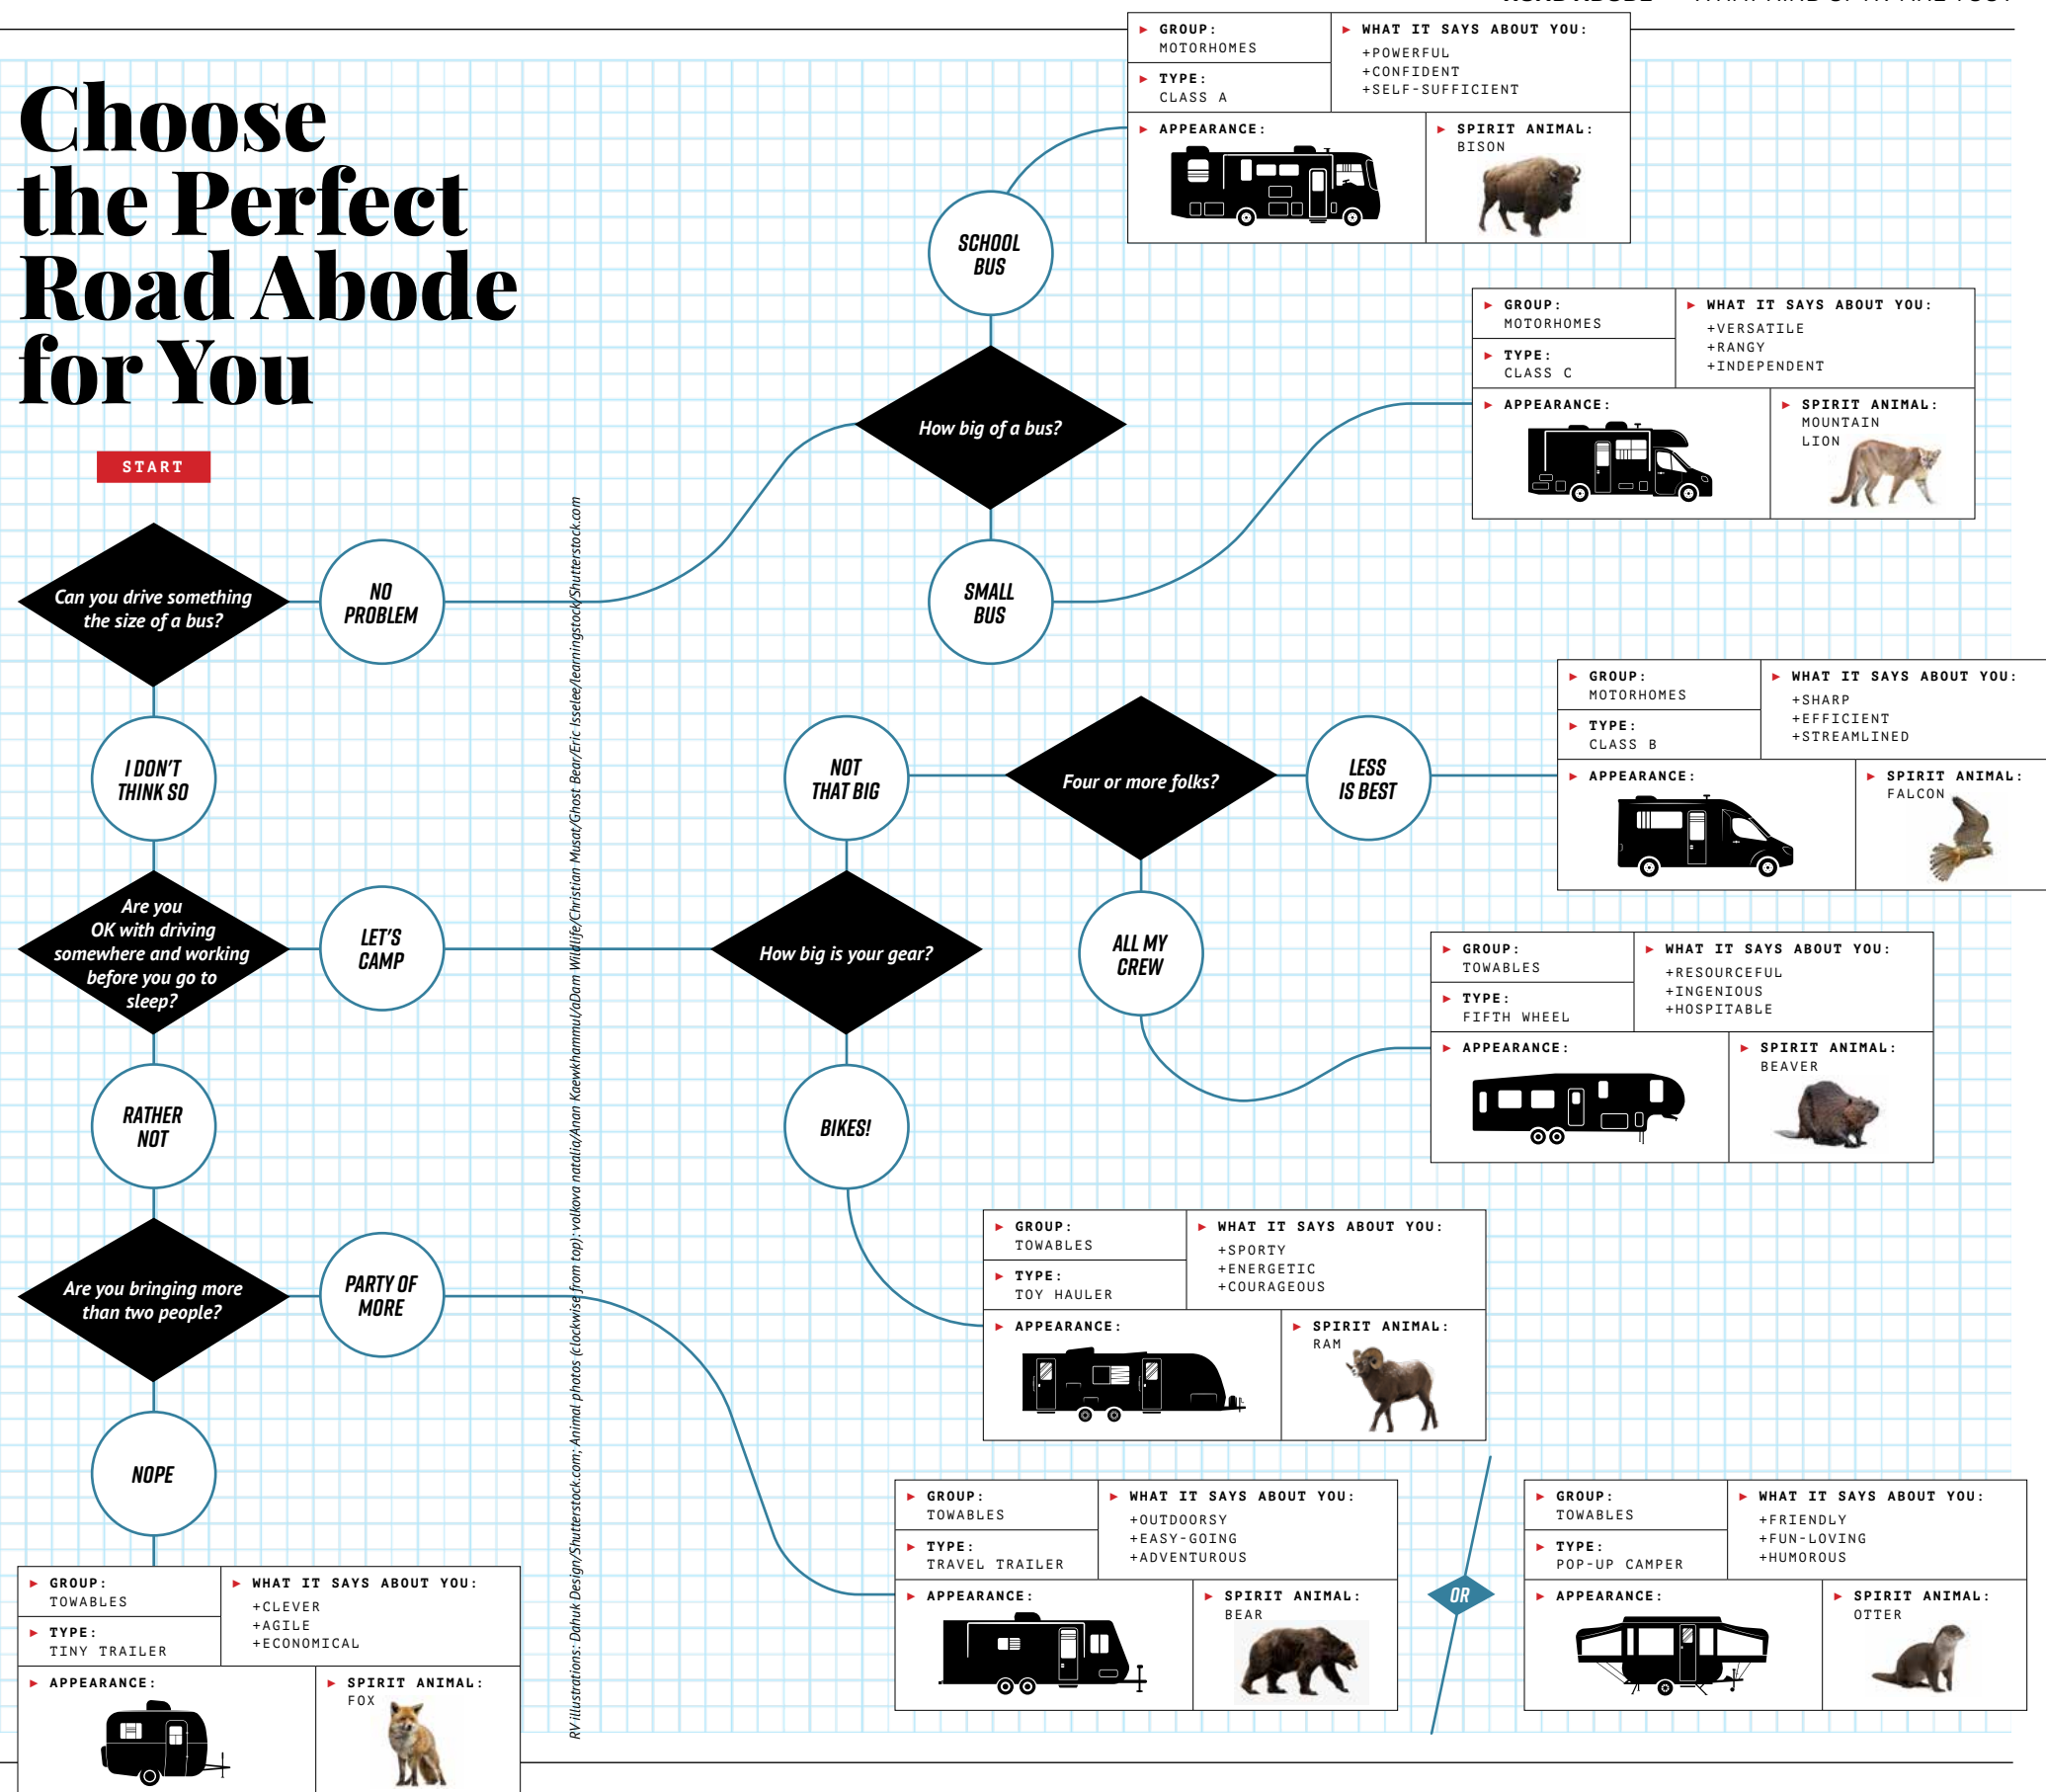 Choose
the Perfect
Road Abode
for You
START
Can you drive something
the size of a bus?
NO
PROBLEM
I DON'T
THINK SO
Are you
OK with driving
somewhere and working
before you go to
sleep?
LET'S
CAMP
RATHER
NOT
Are you bringing more
than two people?
PARTY OF
MORE
NOPE
GROUP:
TOWABLES
TYPE:
TINY TRAILER
WHAT IT SAYS ABOUT YOU:
+CLEVER
+AGILE
+ECONOMICAL
APPEARANCE:
SPIRIT ANIMAL:
FOX
RV illustrations: Dahuk Design/Shutterstock.com; Animal photos (clockwise from top): volkova natalia/Anan Kaewkhammul/aDam Wildlife/Christian Musat/Ghost Bear/Eric Isselee/learningstock/Shutterstock.com
SCHOOL
BUS
How big of a bus?
SMALL
BUS
GROUP:
MOTORHOMES
TYPE:
CLASS A
WHAT IT SAYS ABOUT YOU:
+POWERFUL
+CONFIDENT
+SELF-SUFFICIENT
APPEARANCE:
SPIRIT ANIMAL:
BISON
GROUP:
MOTORHOMES
TYPE:
CLASS C
WHAT IT SAYS ABOUT YOU:
+VERSATILE
+RANGY
+INDEPENDENT
APPEARANCE:
SPIRIT ANIMAL:
MOUNTAIN
LION
NOT
THAT BIG
How big is your gear?
BIKES!
Four or more folks?
LESS
IS BEST
ALL MY
CREW
GROUP:
MOTORHOMES
TYPE:
CLASS B
WHAT IT SAYS ABOUT YOU:
+SHARP
+EFFICIENT
+STREAMLINED
APPEARANCE:
SPIRIT ANIMAL:
FALCON
GROUP:
TOWABLES
TYPE:
FIFTH WHEEL
WHAT IT SAYS ABOUT YOU:
+RESOURCEFUL
+INGENIOUS
+HOSPITABLE
APPEARANCE:
SPIRIT ANIMAL:
BEAVER
GROUP:
TOWABLES
TYPE:
TOY HAULER
WHAT IT SAYS ABOUT YOU:
+SPORTY
+ENERGETIC
+COURAGEOUS
APPEARANCE:
SPIRIT ANIMAL:
RAM
GROUP:
TOWABLES
TYPE:
TRAVEL TRAILER
WHAT IT SAYS ABOUT YOU:
+OUTDOORSY
+EASY-GOING
+ADVENTUROUS
APPEARANCE:
SPIRIT ANIMAL:
BEAR
OR
GROUP:
TOWABLES
TYPE:
POP-UP CAMPER
WHAT IT SAYS ABOUT YOU:
+FRIENDLY
+FUN-LOVING
+HUMOROUS
APPEARANCE:
SPIRIT ANIMAL:
OTTER